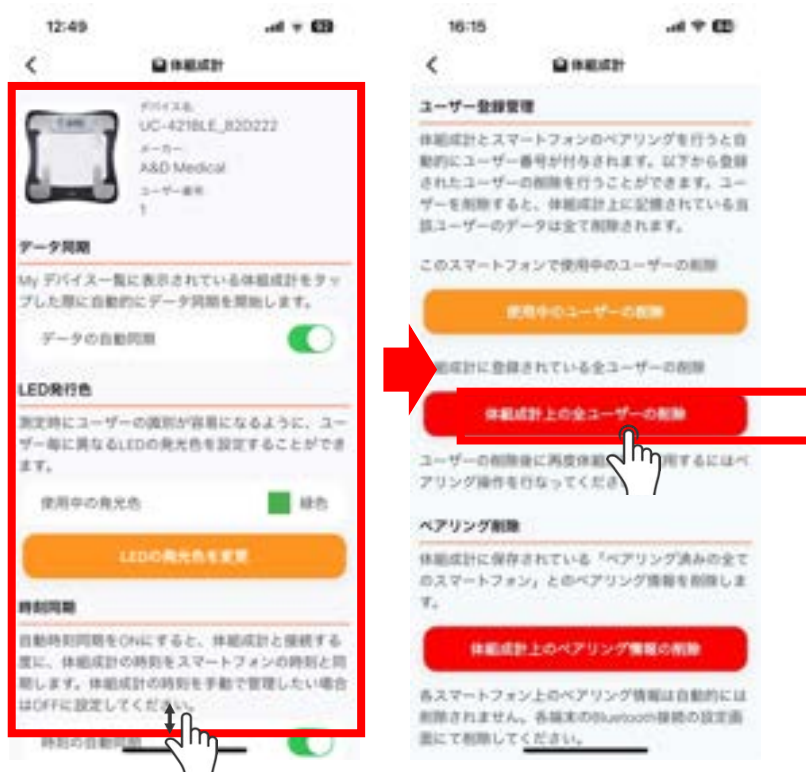 12:49
体組成計
デバイス名
UC-421BLE_82D222
メーカー
A&D Medical
ユーザー番号
1
データ同期
My デバイス一覧に表示されている体組成計をタッ
プした際に自動的にデータ同期を開始します。
データの自動同期
LED発行色
測定時にユーザーの識別が容易になるように、ユー
ザー毎に異なるLEDの発光色を設定することができ
ます。
使用中の発光色
緑色
LEDの発光色を変更
時刻同期
自動時刻同期をONにすると、体組成計と接続する
度に、体組成計の時刻をスマートフォンの時刻と同
期します。体組成計の時刻を手動で管理したい場合
はOFFに設定してください。
時刻の自動同期
16:15
体組成計
ユーザー登録管理
体組成計とスマートフォンのペアリングを行うと自
動的にユーザー番号が付与されます。以下から登録
されたユーザーの削除を行うことができます。ユー
ザーを削除すると、体組成計上に記憶されている当
該ユーザーのデータは全て削除されます。
このスマートフォンで使用中のユーザーの削除
使用中のユーザーの削除
組成計に登録されている全ユーザーの削除
体組成計上の全ユーザーの削除
ユーザーの削除後に再度体組 用するにはペ
アリング操作を行なってくださ
ペアリング削除
体組成計に保存されている「ペアリング済みの全て
のスマートフォン」とのペアリング情報を削除しま
す。
体組成計上のペアリング情報の削除
各スマートフォン上のペアリング情報は自動的には
削除されません。各端末のBluetooth接続の設定画
面にて削除してください。